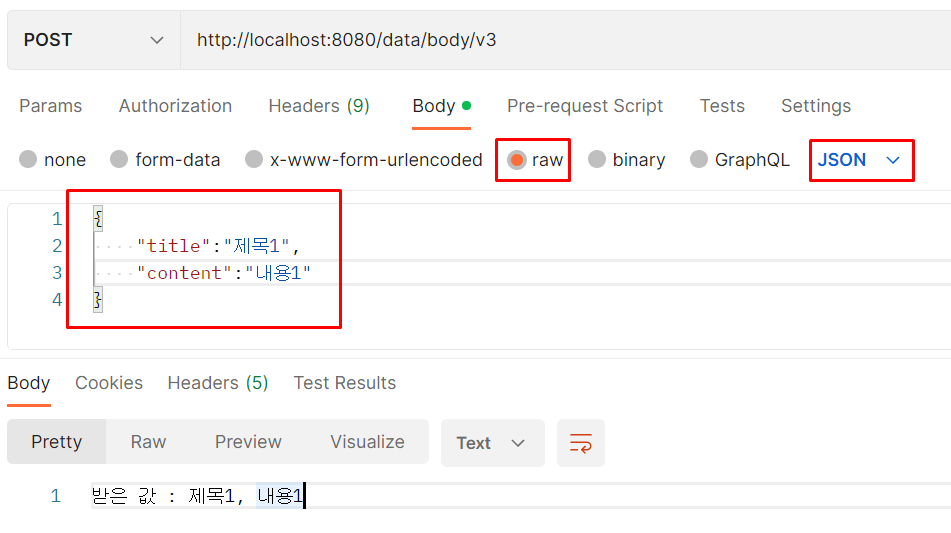 POST http://localhost:8080/data/body/v3
Params Authorization Headers (9) Body Pre-request Script Tests Settings
none form-data x-www-form-urlencoded raw binary GraphQL JSON
1 {
2 "title":"제목1",
3 "content":"내용1"
4 }
Body Cookies Headers (5) Test Results
Pretty Raw Preview Visualize Text
1 받은 값 : 제목1, 내용1